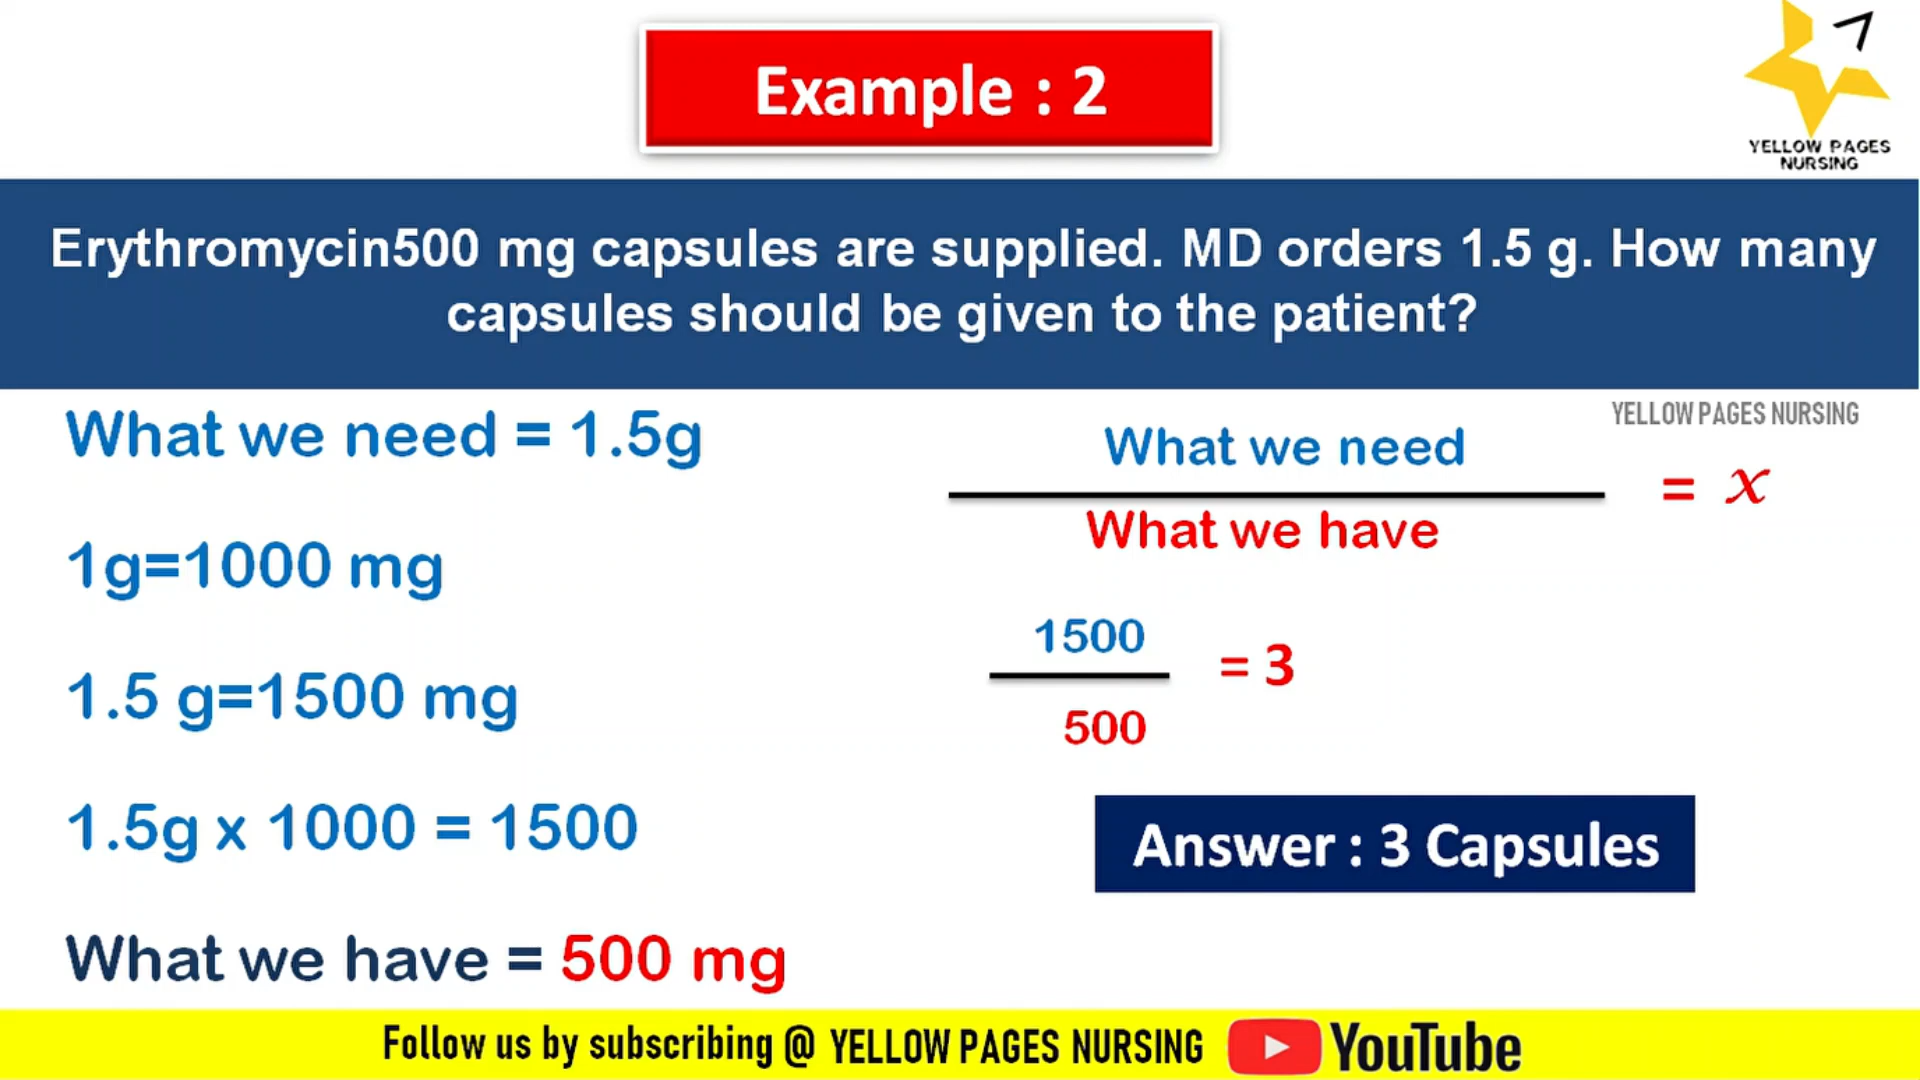 Example : 2
YELLOW PAGES
NURSING
Erythromycin500 mg capsules are supplied. MD orders 1.5 g. How many
capsules should be given to the patient?
What we need = 1.5g
1g=1000 mg
1.5 g=1500 mg
1.5g x 1000 = 1500
What we have = 500 mg
YELLOW PAGES NURSING
What we need
What we have
= x
1500
500
= 3
Answer : 3 Capsules
Follow us by subscribing @ YELLOW PAGES NURSING YouTube